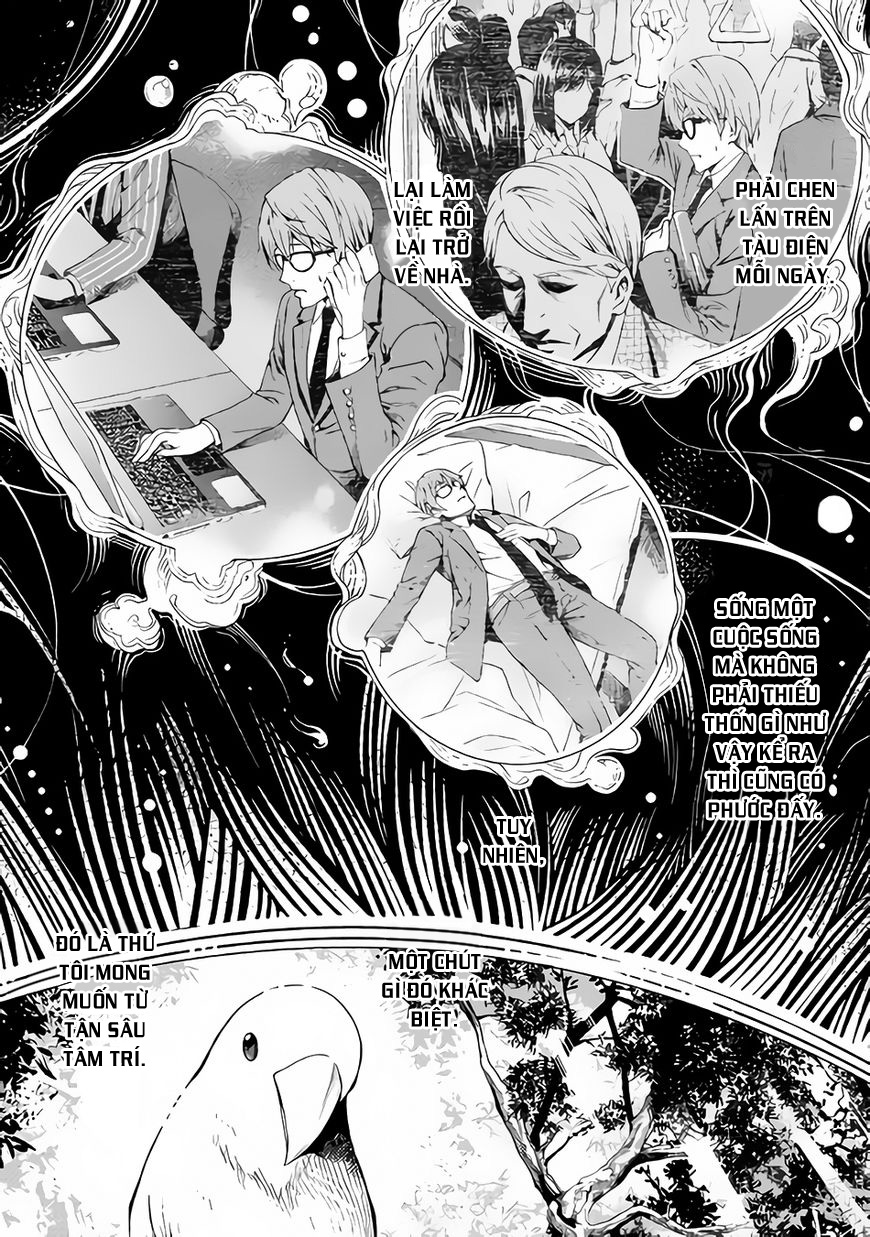 PHẢI CHEN
LẤN TRÊN
TÀU ĐIỆN
MỖI NGÀY.
LẠI LÀM
VIỆC RỒI
LẠI TRỞ
VỀ NHÀ.
SỐNG MỘT
CUỘC SỐNG
MÀ KHÔNG
PHẢI THIẾU
THỐN GÌ NHƯ
VẬY KỂ RA
THÌ CŨNG CÓ
PHƯỚC ĐẤY.
TUY
NHIÊN,
MỘT CHÚT
GÌ ĐÓ KHÁC
BIỆT!
ĐÓ LÀ THỨ
TÔI MONG
MUỐN TỪ
TẬN SÂU
TÂM TRÍ.